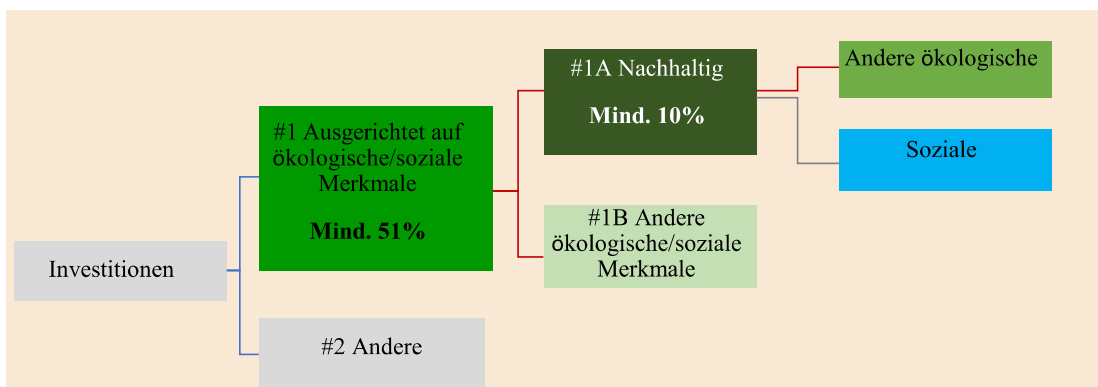 Investitionen
#1 Ausgerichtet auf
ökologische/soziale
Merkmale
Mind. 51%
#2 Andere
#1A Nachhaltig
Mind. 10%
#1B Andere
ökologische/soziale
Merkmale
Andere ökologische
Soziale